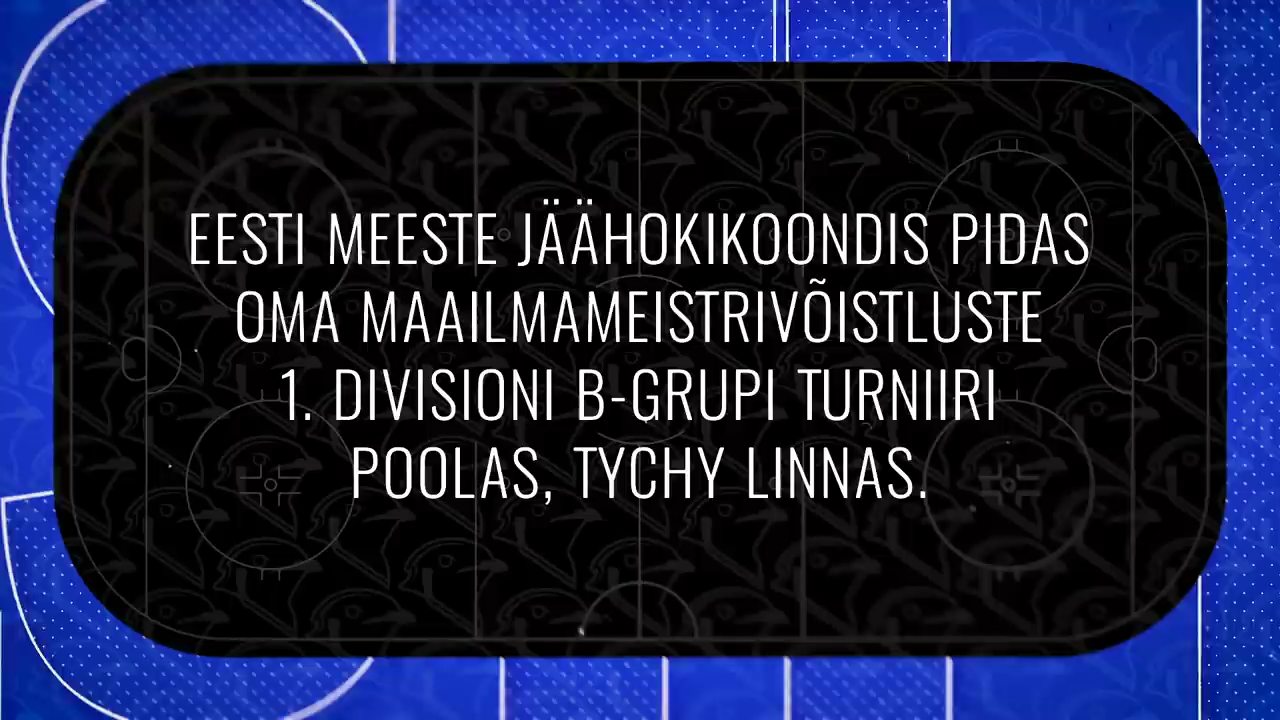 EESTI MEESTE JÄÄHOKIKOONDIS PIDAS
OMA MAAILMAMEISTRIVÕISTLUSTE
1. DIVISIONI B-GRUPI TURNIIRI
POOLAS, TYCHY LINNAS.